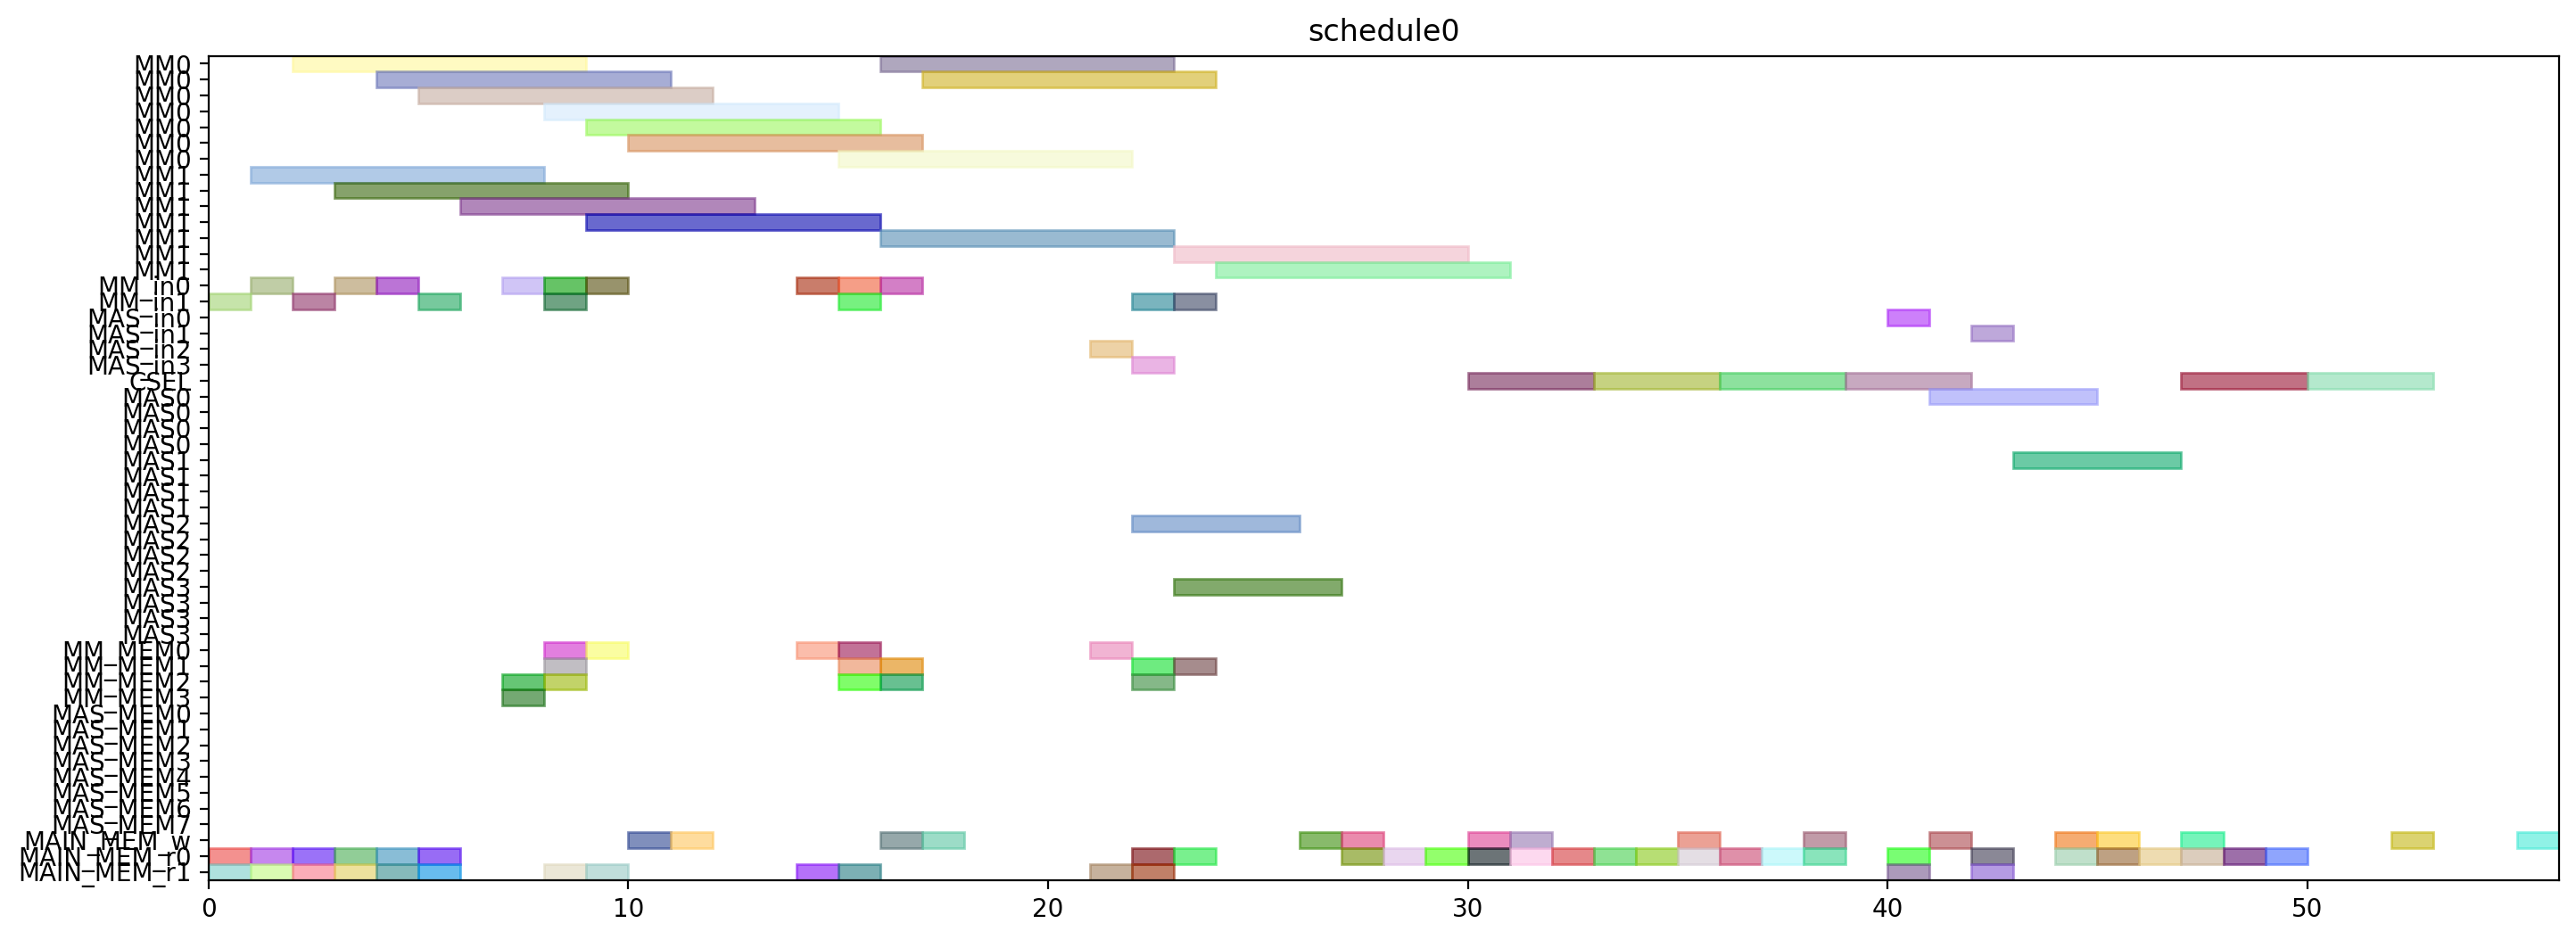 schedule0
MM0
MM0
MM0
MM0
MM0
MM0
MM0
MM1
MM1
MM1
MM1
MM1
MM1
MM1
MM_in0
MM_in1
MAS_in0
MAS_in1
MAS_in2
MAS_in3
CSEL
MAS0
MAS0
MAS0
MAS0
MAS1
MAS1
MAS1
MAS1
MAS2
MAS2
MAS2
MAS2
MAS3
MAS3
MAS3
MAS3
MM_MEM0
MM_MEM1
MM_MEM2
MM_MEM3
MAS_MEM0
MAS_MEM1
MAS_MEM2
MAS_MEM3
MAS_MEM4
MAS_MEM5
MAS_MEM6
MAS_MEM7
MAIN_MEM_w
MAIN_MEM_r0
MAIN_MEM_r1
0 10 20 30 40 50